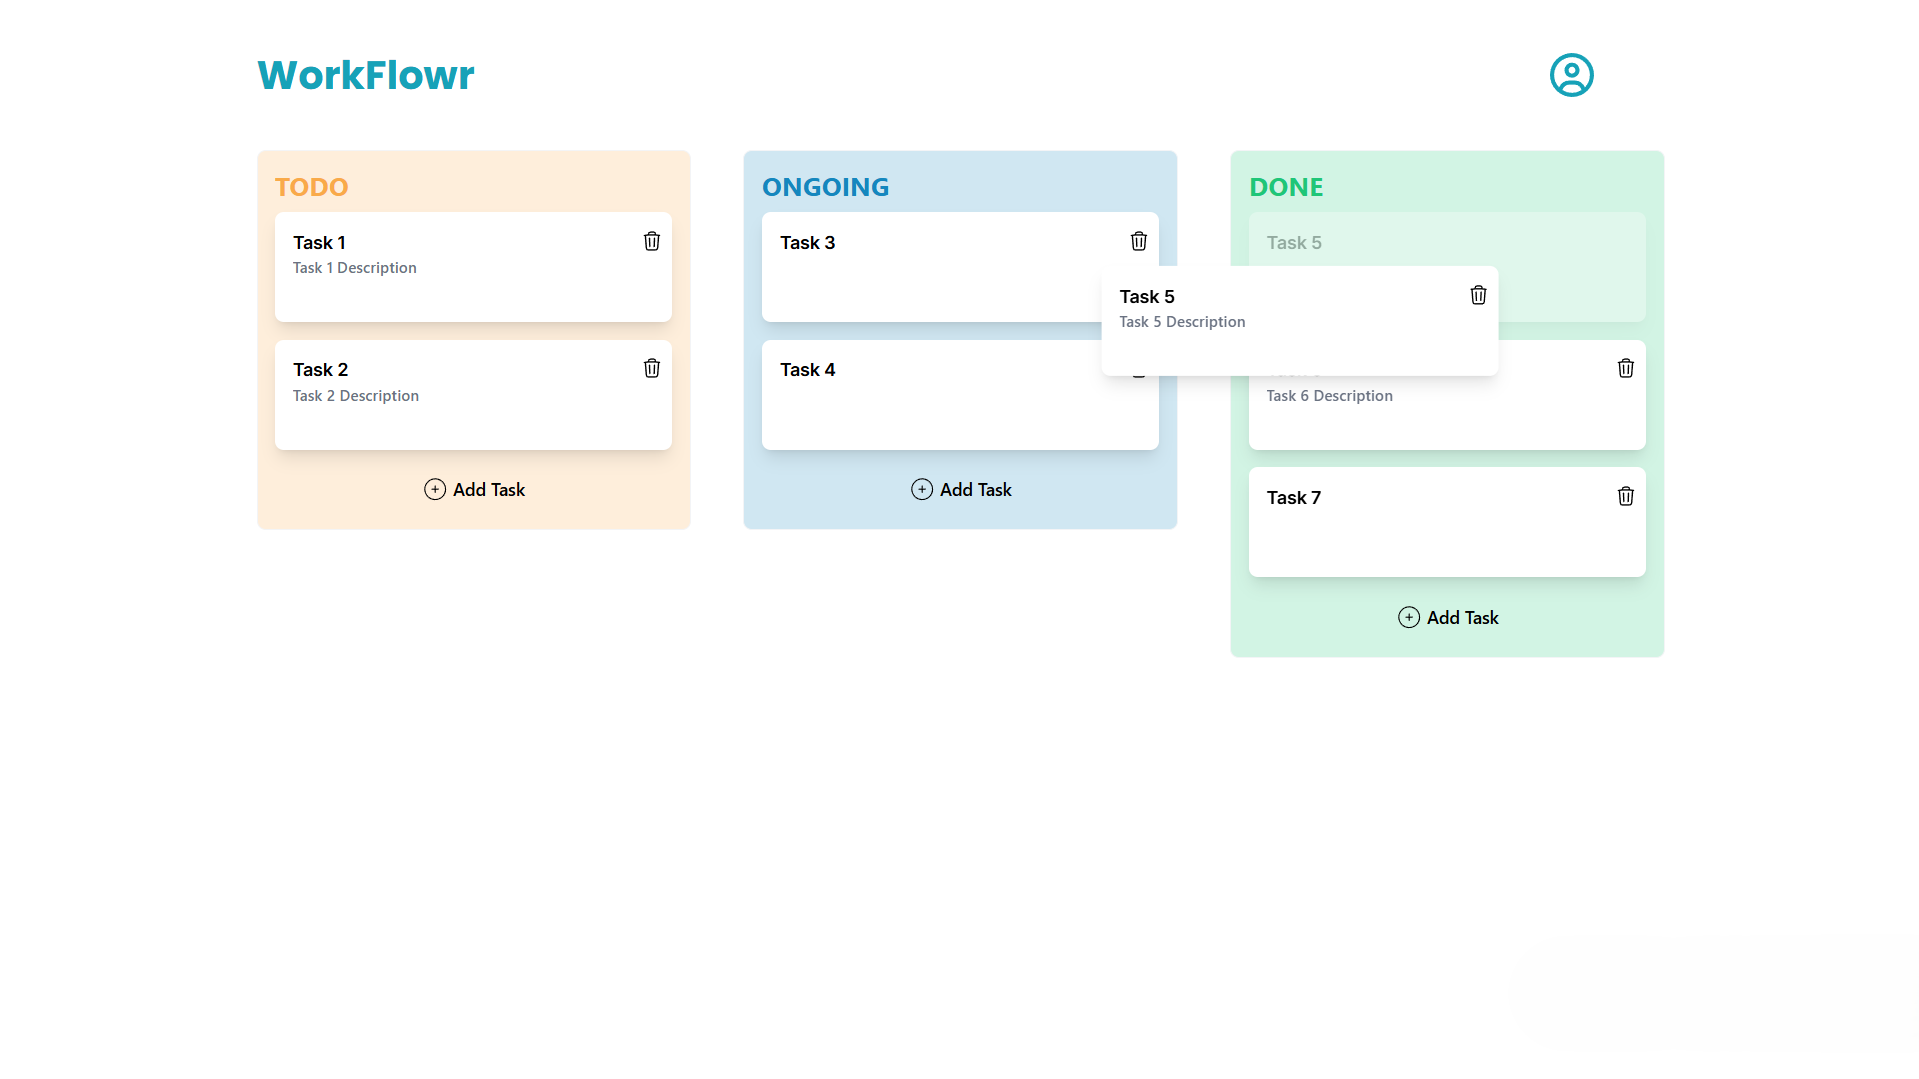 WorkFlowr
TODO
Task 1
Task 1 Description
Task 2
Task 2 Description
Add Task
ONGOING
Task 3
Task 4
Add Task
DONE
Task 5
Task 5
Task 5 Description
Task 6 Description
Task 7
Add Task